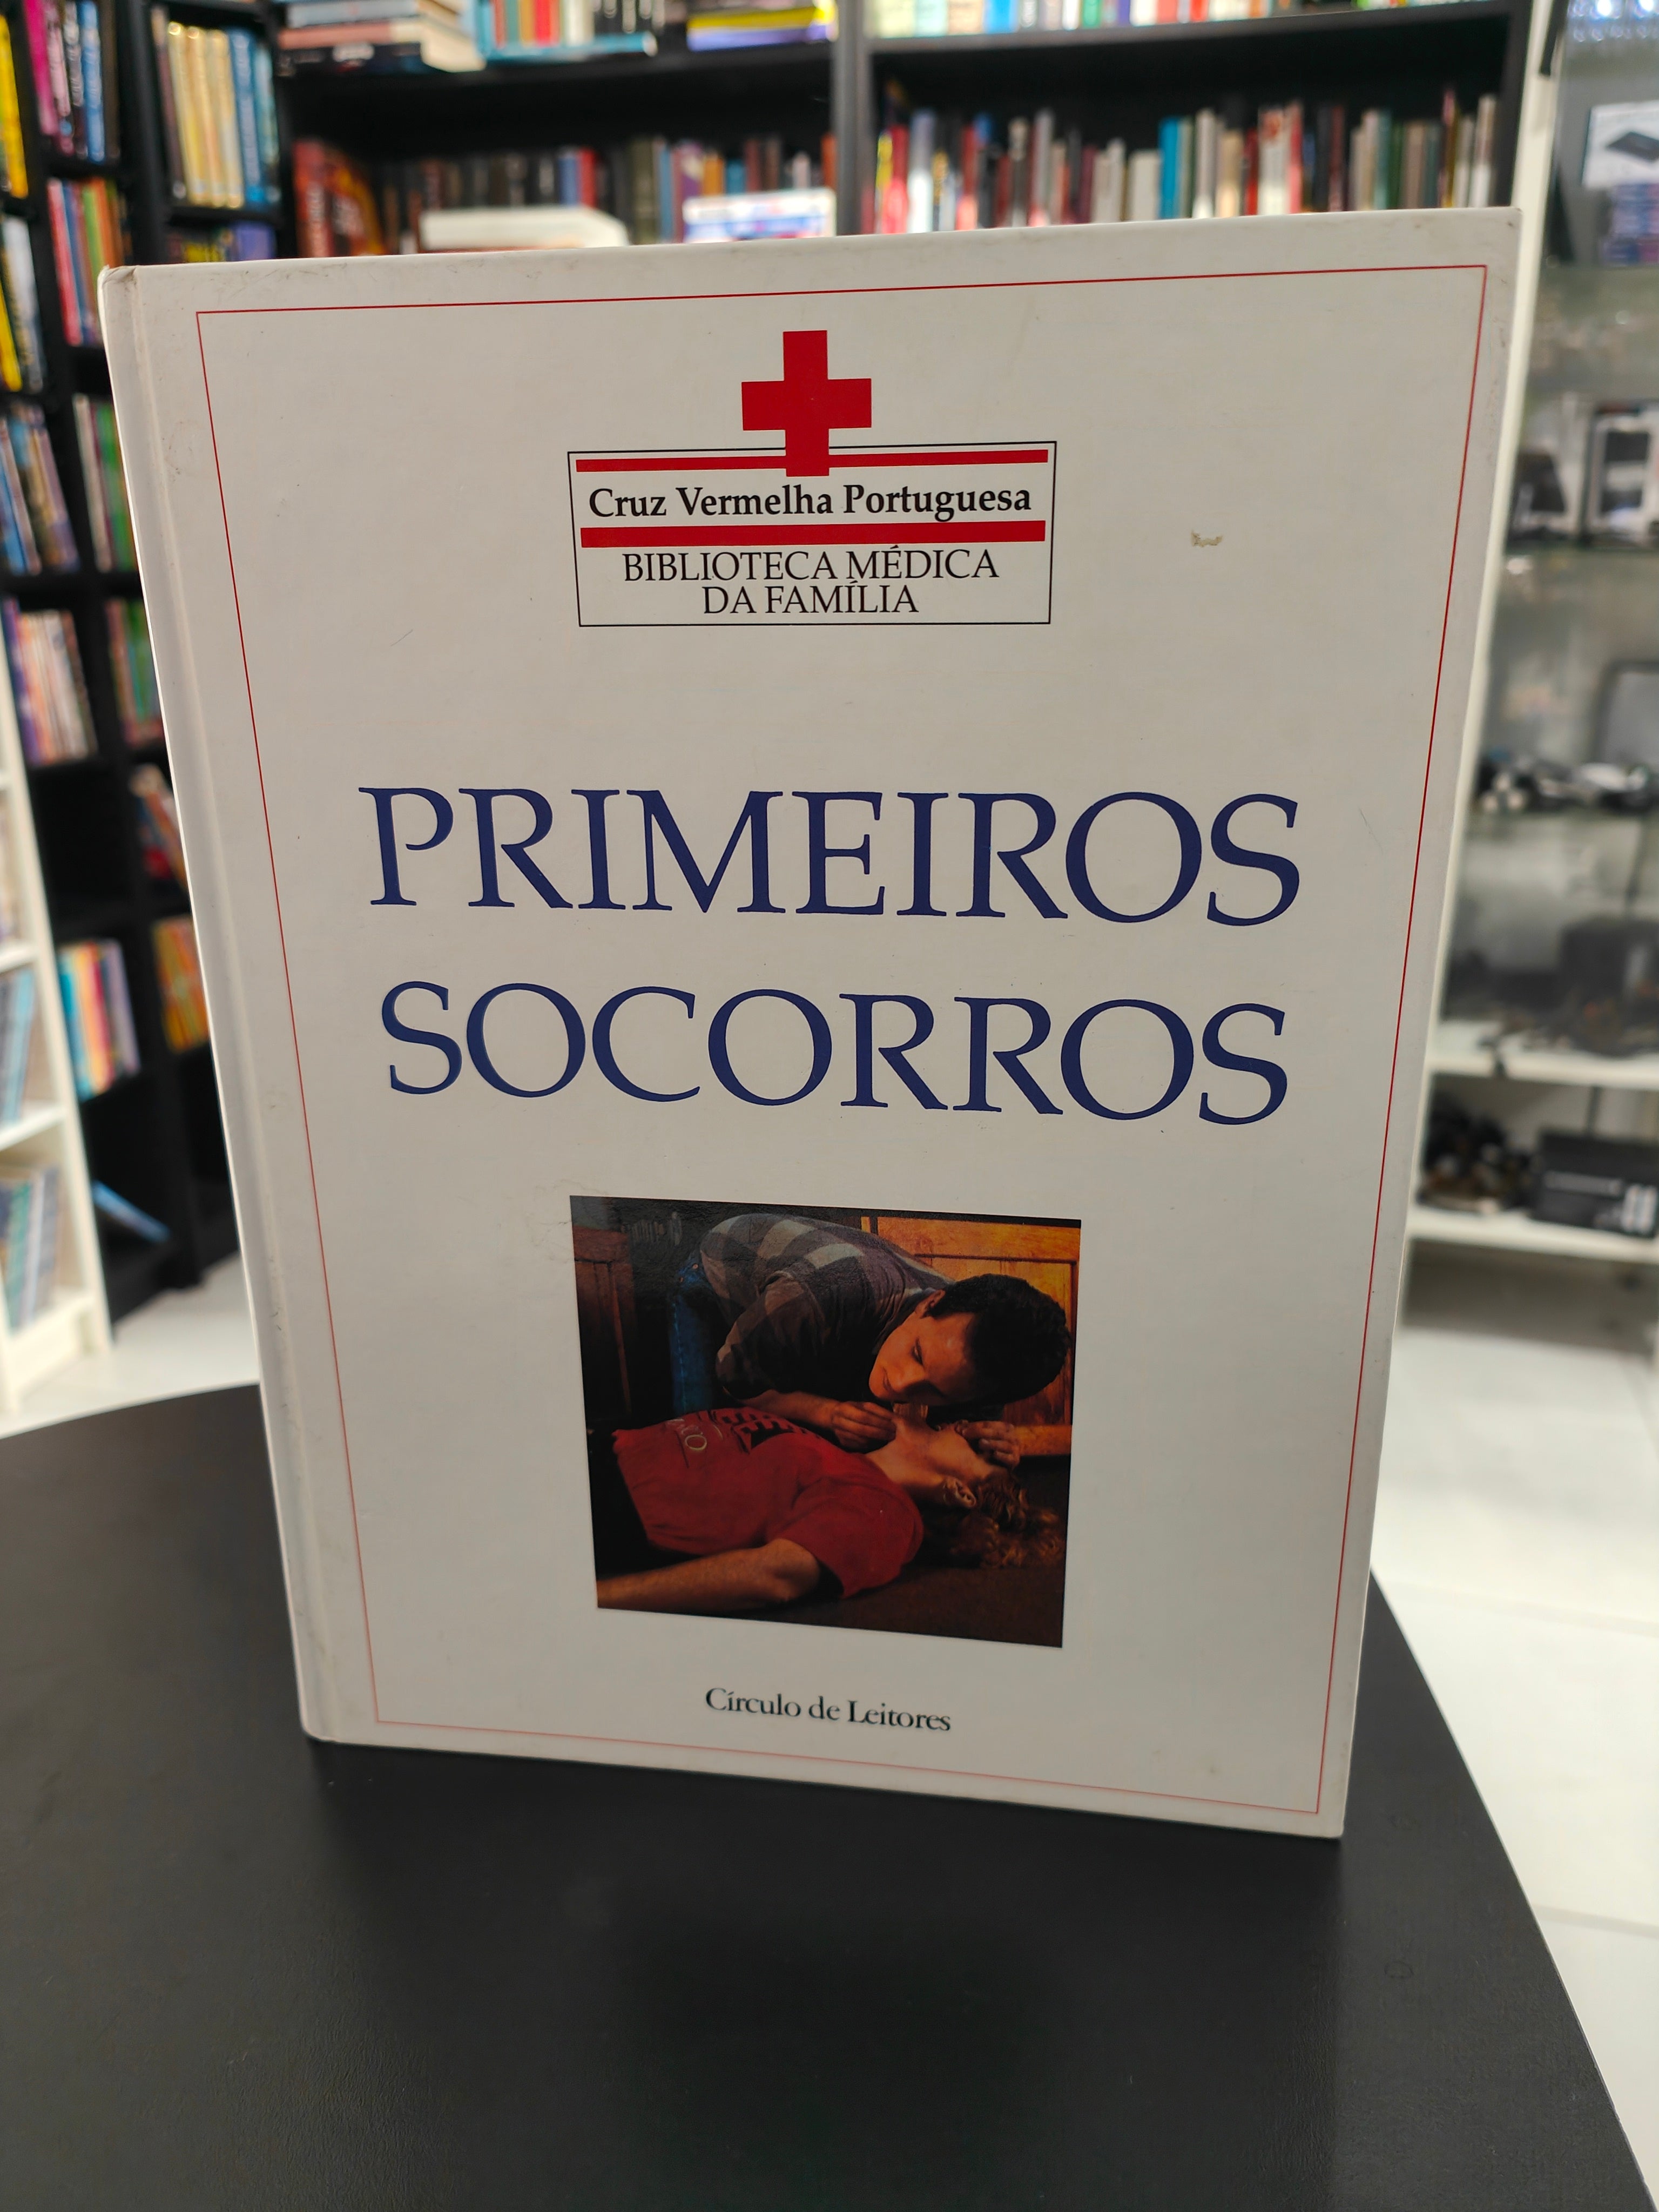 Cruz Vermelha Portuguesa
BIBLIOTECA MÉDICA
DA FAMÍLIA
PRIMEIROS
SOCORROS
Círculo de Leitores